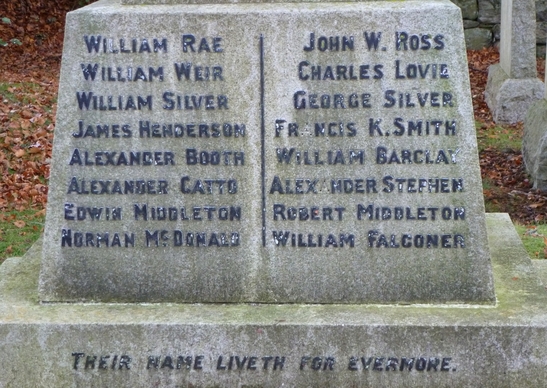 WILLIAM RAE
WILLIAM WEIR
WILLIAM SILVER
JAMES HENDERSON
ALEXANDER BOOTH
ALEXANDER CATTO
EDWIN MIDDLETON
NORMAN McDONALD
JOHN W. ROSS
CHARLES LOVIE
GEORGE SILVER
FRANCIS K. SMITH
WILLIAM BARCLAY
ALEXANDER STEPHEN
ROBERT MIDDLETON
WILLIAM FALCONER
THEIR NAME LIVETH FOR EVERMORE.